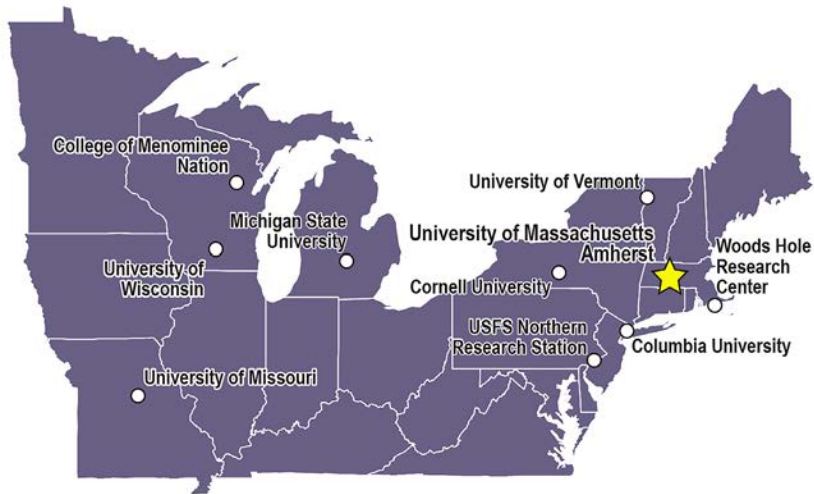 College of Menominee
Nation
University of Vermont
Michigan State
University
University of Massachusetts
Amherst
Woods Hole
Research
Center
University of
Wisconsin
Cornell University
USFS Northern
Research Station
Columbia University
University of Missouri